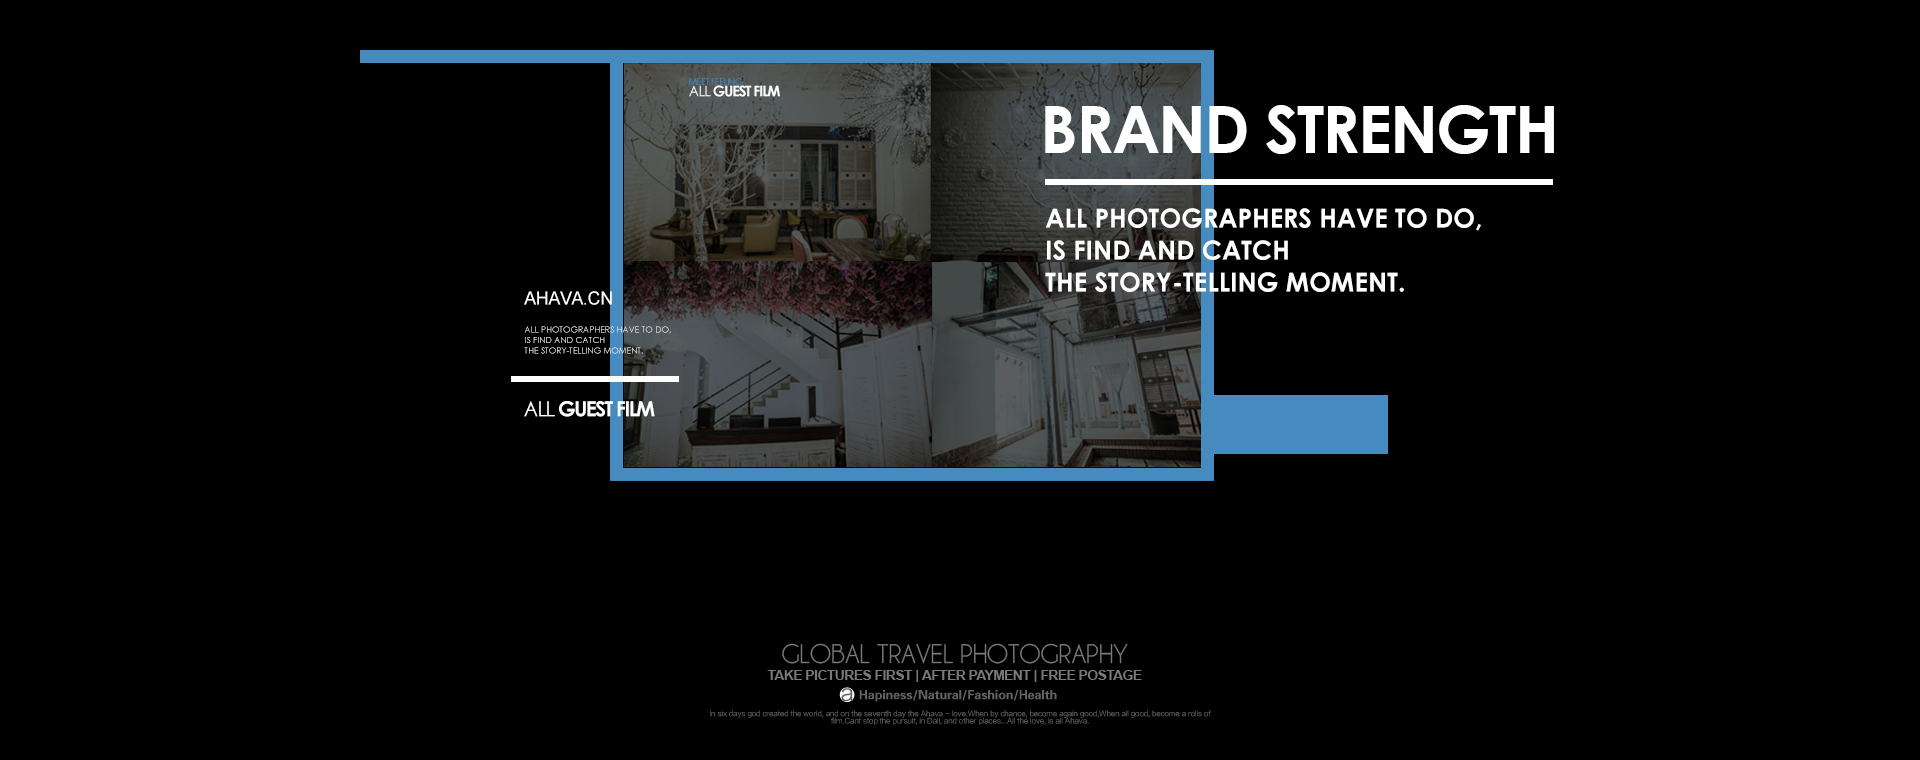 MEET FEELING
ALL GUEST FILM
BRAND STRENGTH
ALL PHOTOGRAPHERS HAVE TO DO,
IS FIND AND CATCH
THE STORY-TELLING MOMENT.
AHAVA.CN
ALL PHOTOGRAPHERS HAVE TO DO,
IS FIND AND CATCH
THE STORY-TELLING MOMENT.
ALL GUEST FILM
GLOBAL TRAVEL PHOTOGRAPHY
TAKE PICTURES FIRST | AFTER PAYMENT | FREE POSTAGE
Hapiness/Natural/Fashion/Health
In six days god created the world, and on the seventh day the Ahava - love.When by chance, become again good,When all good, become a rolls of
film.Cant stop the pursuit, in Dali, and other places...All the love, is all Ahava.